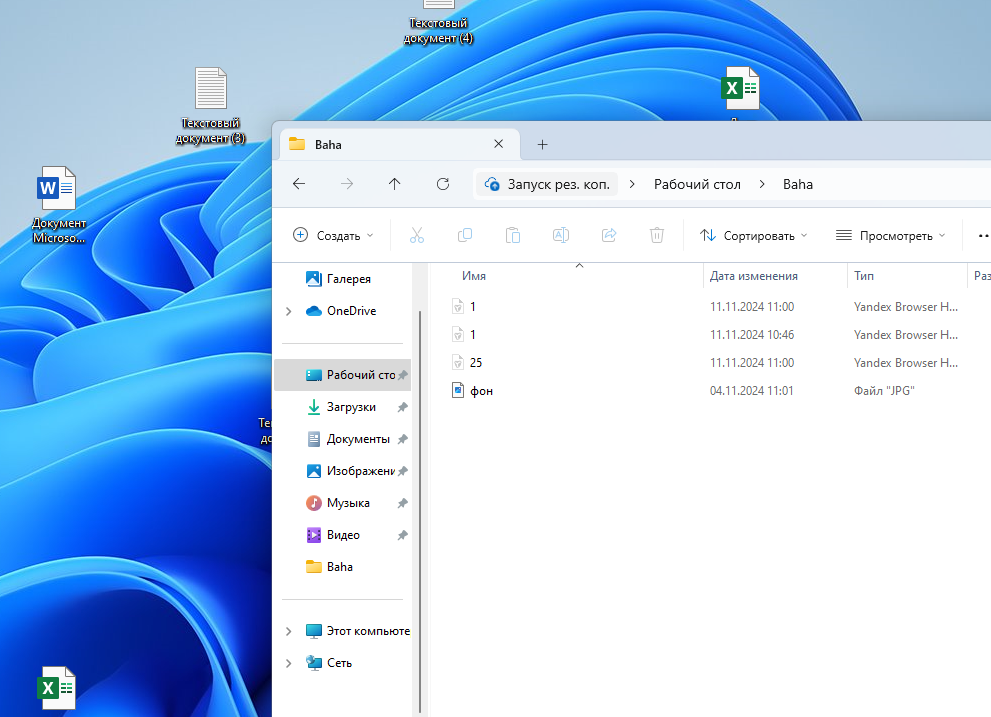 Текстовый
документ (4)
Текстовый
документ (3)
Документ
Microso...
Baha
Запуск рез. коп.
Рабочий стол
Baha
Создать
Сортировать
Просмотреть
Имя
Дата изменения
Тип
Раз
1
11.11.2024 11:00
Yandex Browser H...
1
11.11.2024 10:46
Yandex Browser H...
25
11.11.2024 11:00
Yandex Browser H...
фон
04.11.2024 11:01
Файл "JPG"
Галерея
OneDrive
Рабочий сто
Загрузки
Документы
Изображени
Музыка
Видео
Baha
Этот компьюте
Сеть